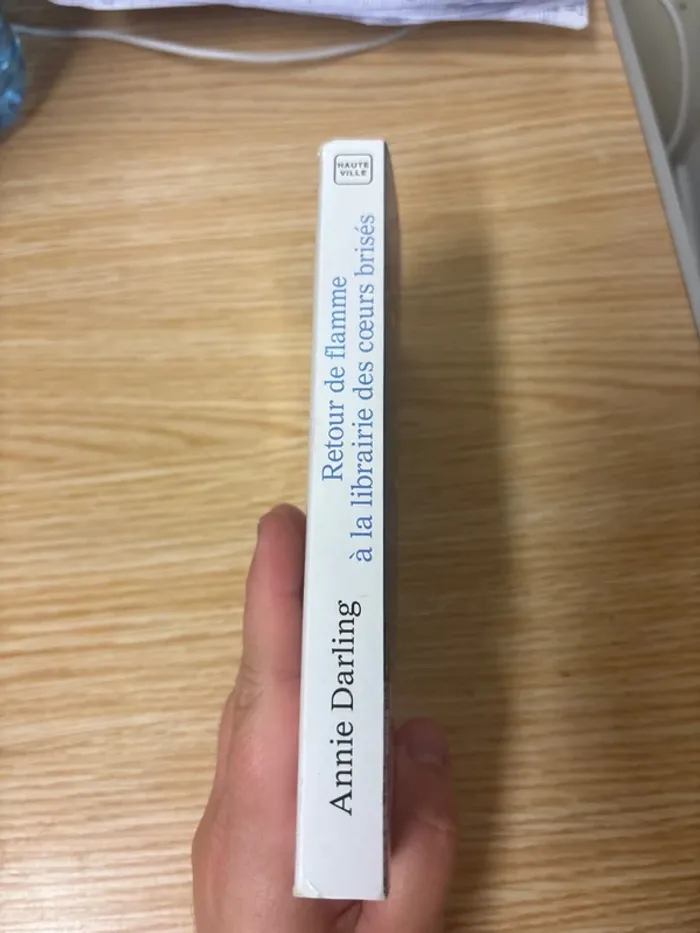 HAUTE
VILLE
Retour de flamme
à la librairie des cœurs brisés
Annie Darling